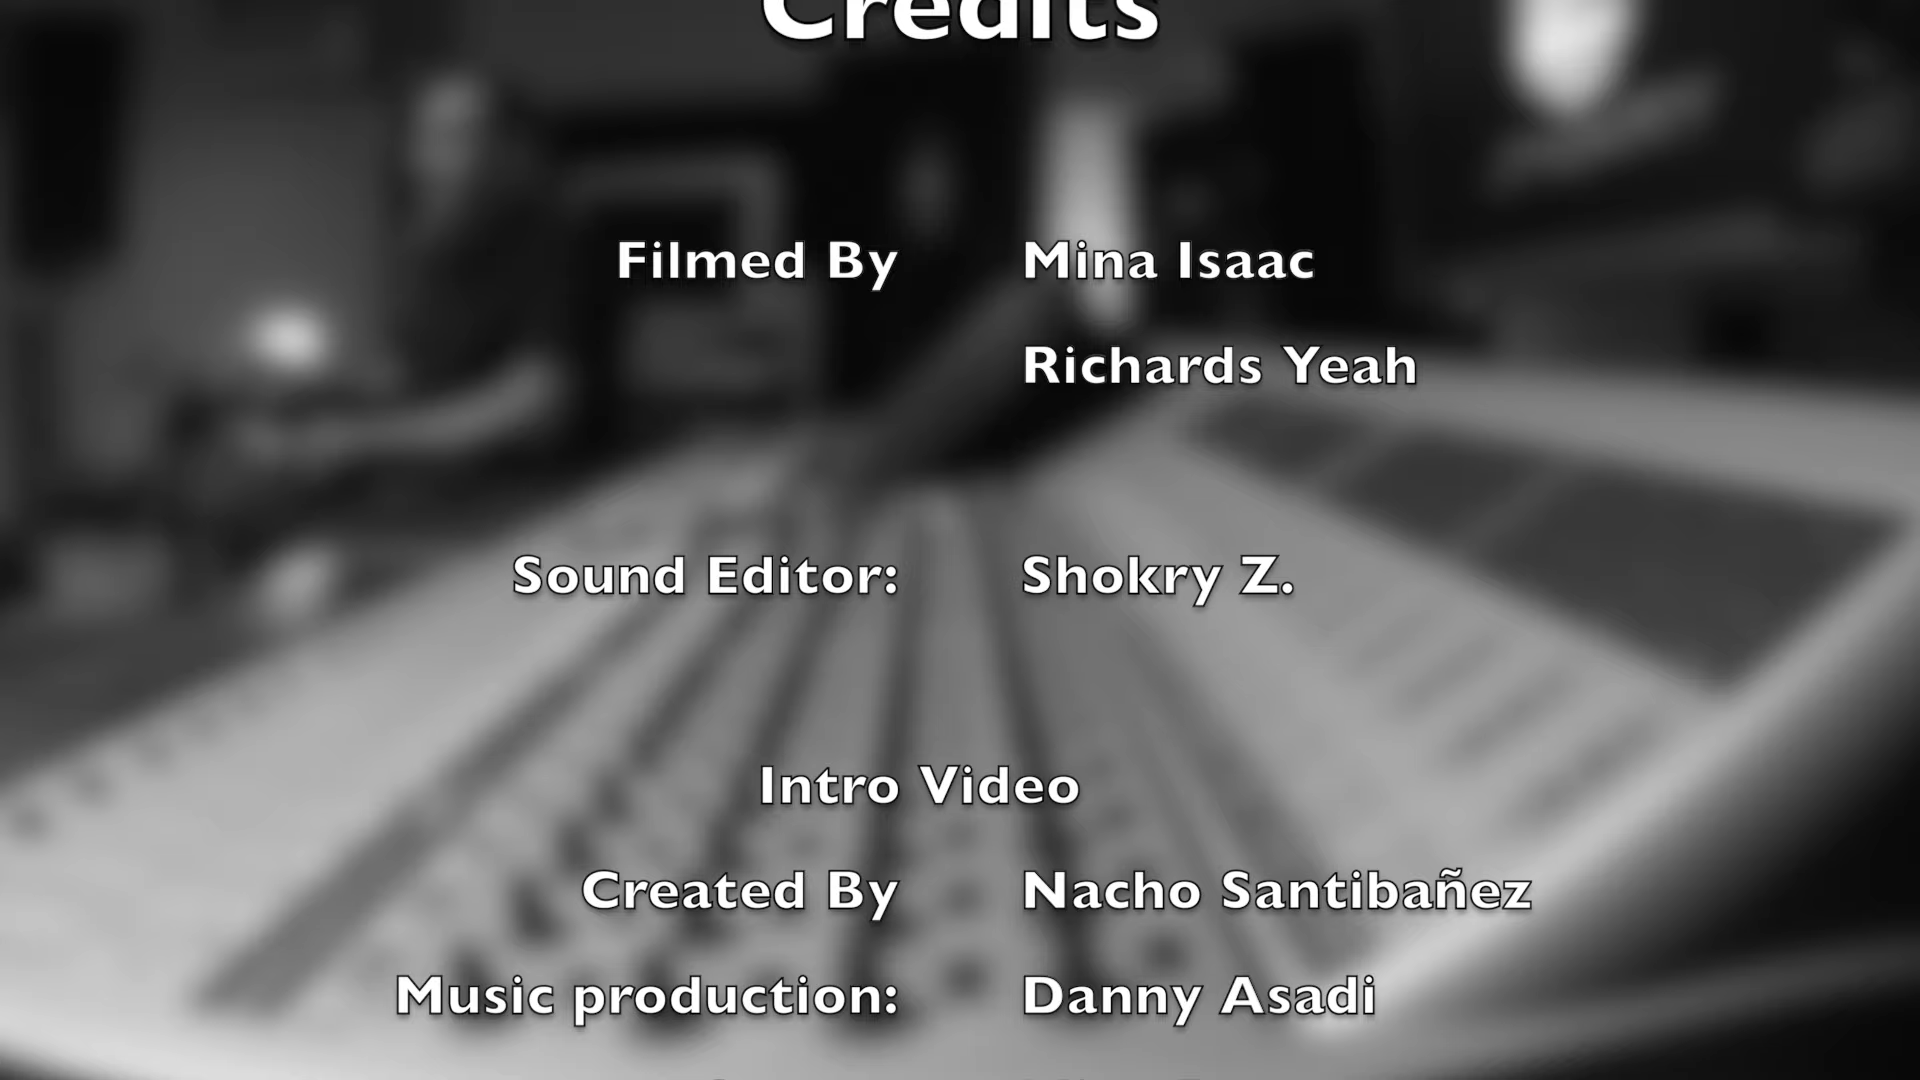 Credits
Filmed By Mina Isaac
Richards Yeah
Sound Editor: Shokry Z.
Intro Video
Created By Nacho Santibañez
Music production: Danny Asadi